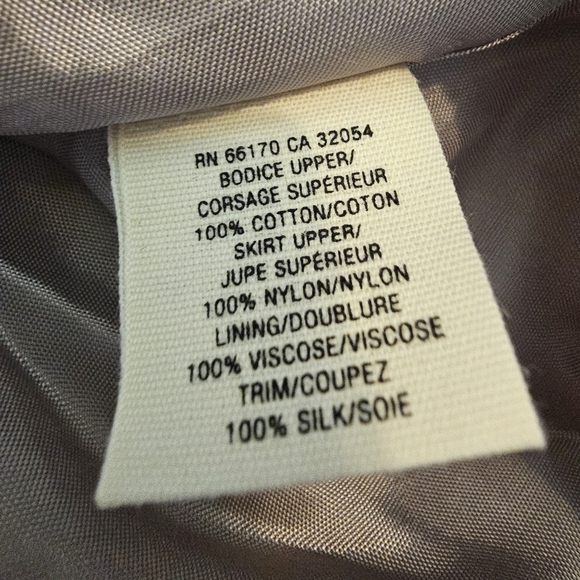 RN 66170 CA 32054
BODICE UPPER/
CORSAGE SUPÉRIEUR
100% COTTON/COTON
SKIRT UPPER/
JUPE SUPÉRIEUR
100% NYLON/NYLON
LINING/DOUBLURE
100% VISCOSE/VISCOSE
TRIM/COUPEZ
100% SILK/SOIE